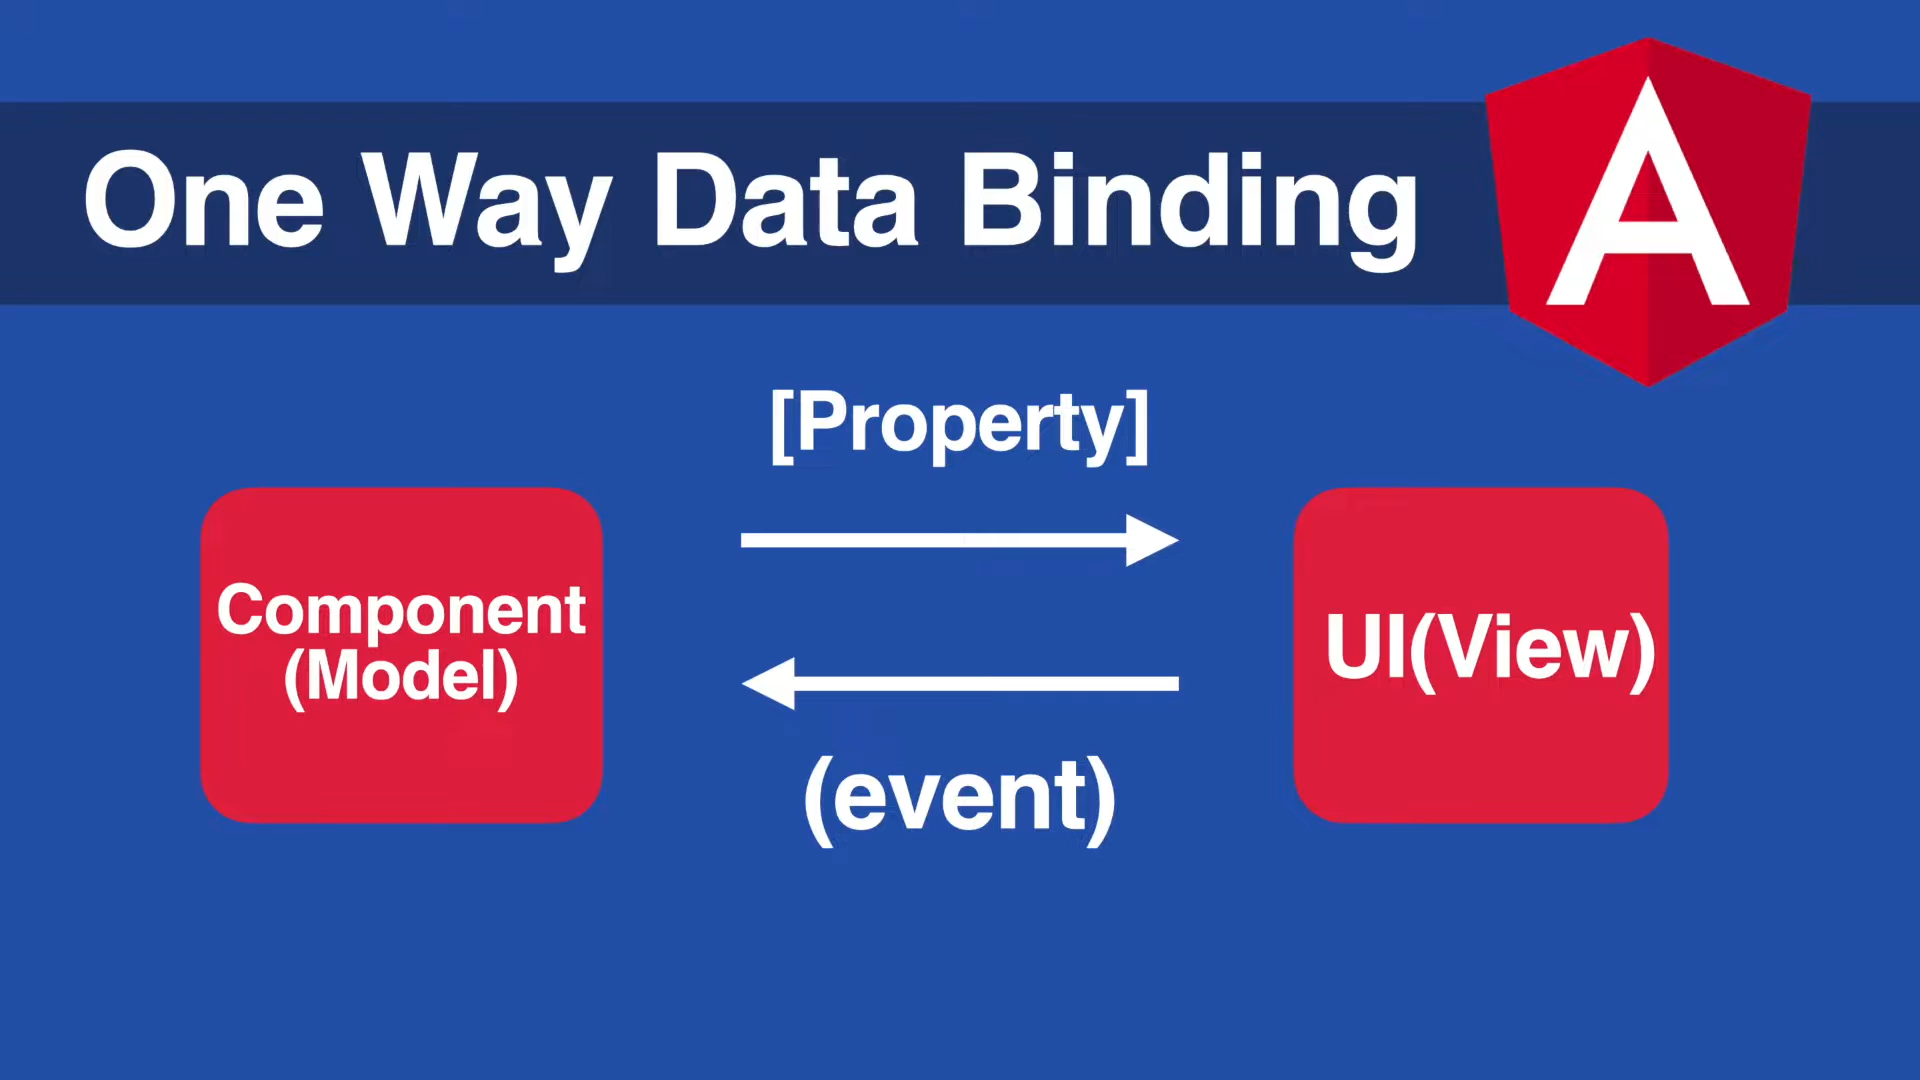 One Way Data Binding
A
[Property]
Component
(Model)
UI(View)
(event)